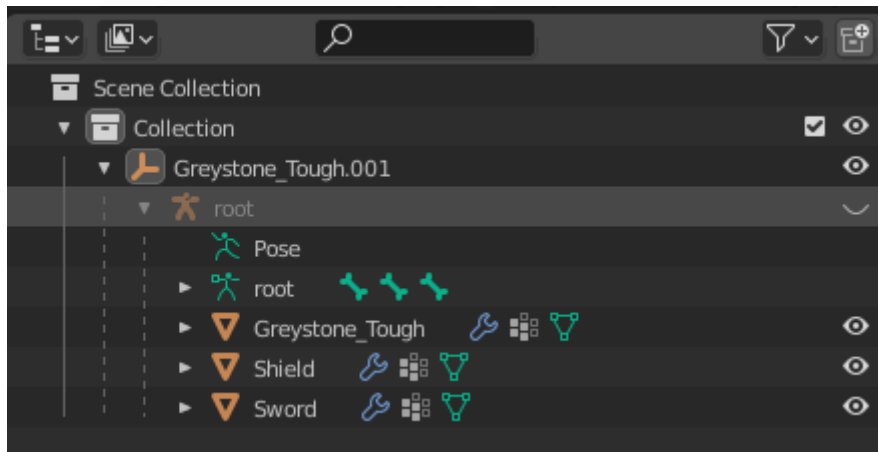 Scene Collection
Collection
Greystone_Tough.001
root
Pose
root
Greystone_Tough
Shield
Sword